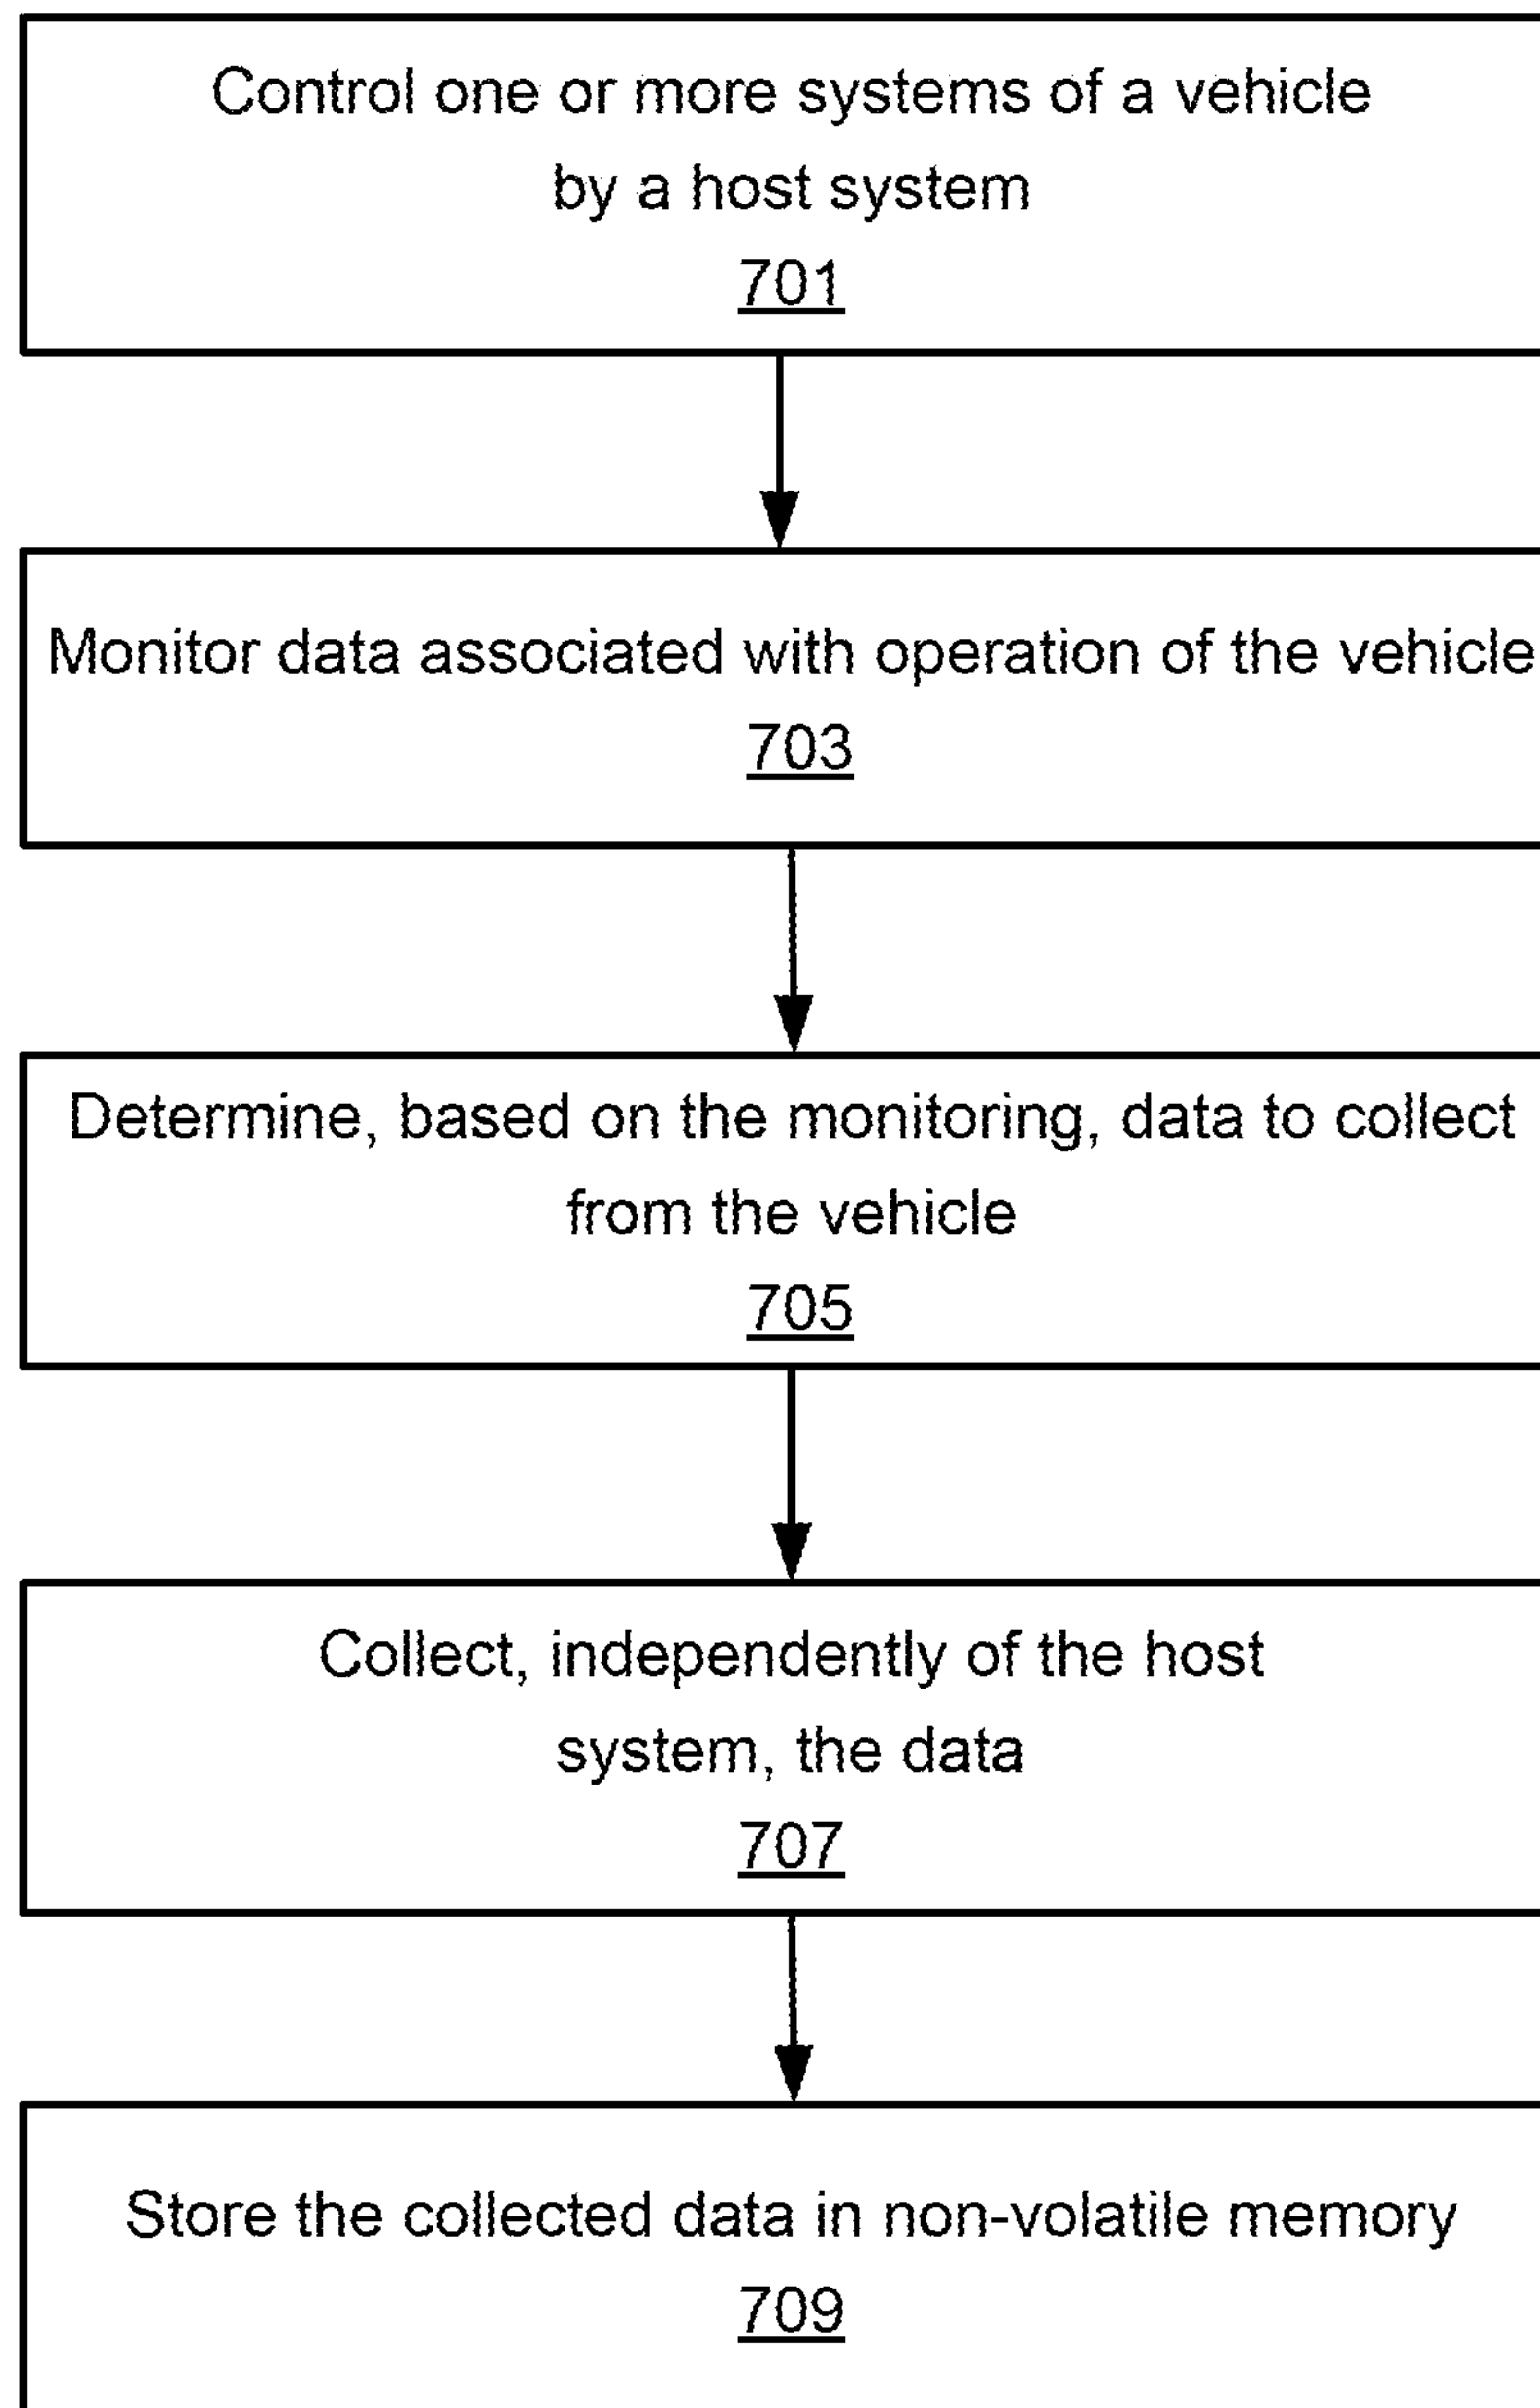 Control one or more systems of a vehicle
by a host system
701
Monitor data associated with operation of the vehicle
703
Determine, based on the monitoring, data to collect
from the vehicle
705
Collect, independently of the host
system, the data
707
Store the collected data in non-volatile memory
709